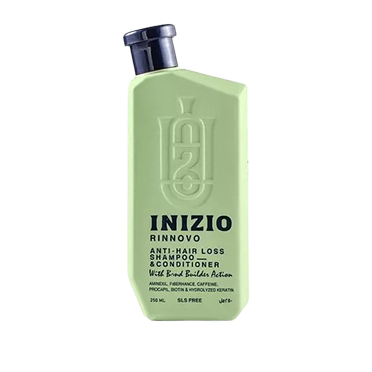 INIZIO
RINNOVO
ANTI-HAIR LOSS
SHAMPOO
&CONDITIONER
With Bond Builder Action
AMINEXIL, FIBERHANCE, CAFFEINE,
PROCAPIL, BIOTIN & HYDROLYZED KERATIN
250 ML SLS FREE